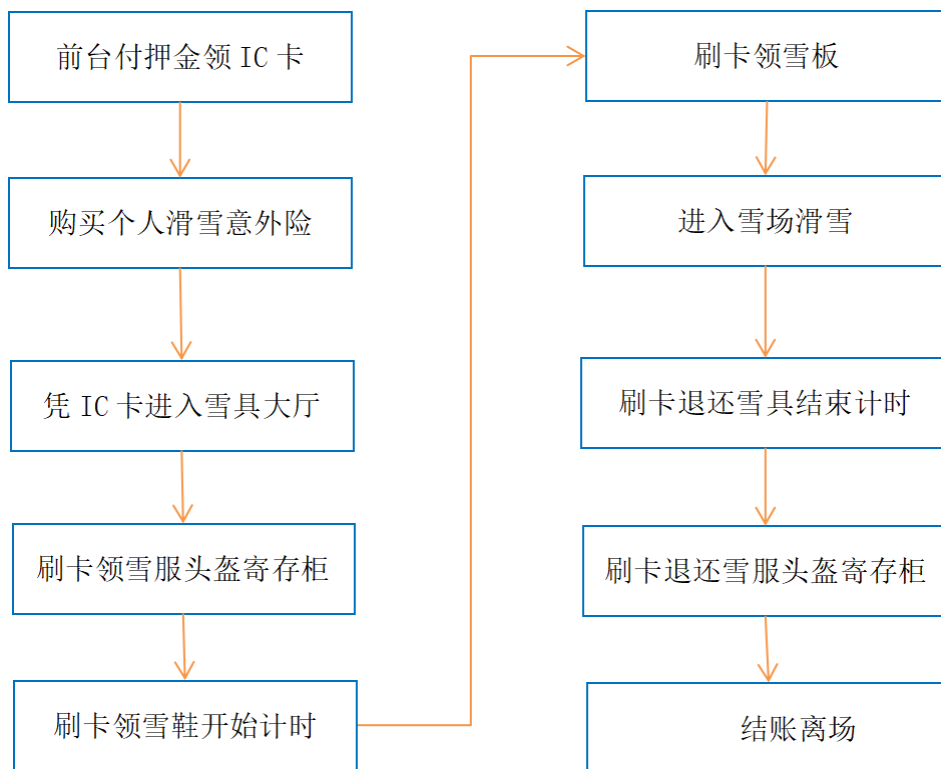 前台付押金领IC卡
购买个人滑雪意外险
凭IC卡进入雪具大厅
刷卡领雪服头盔寄存柜
刷卡领雪鞋开始计时
刷卡领雪板
进入雪场滑雪
刷卡退还雪具结束计时
刷卡退还雪服头盔寄存柜
结账离场